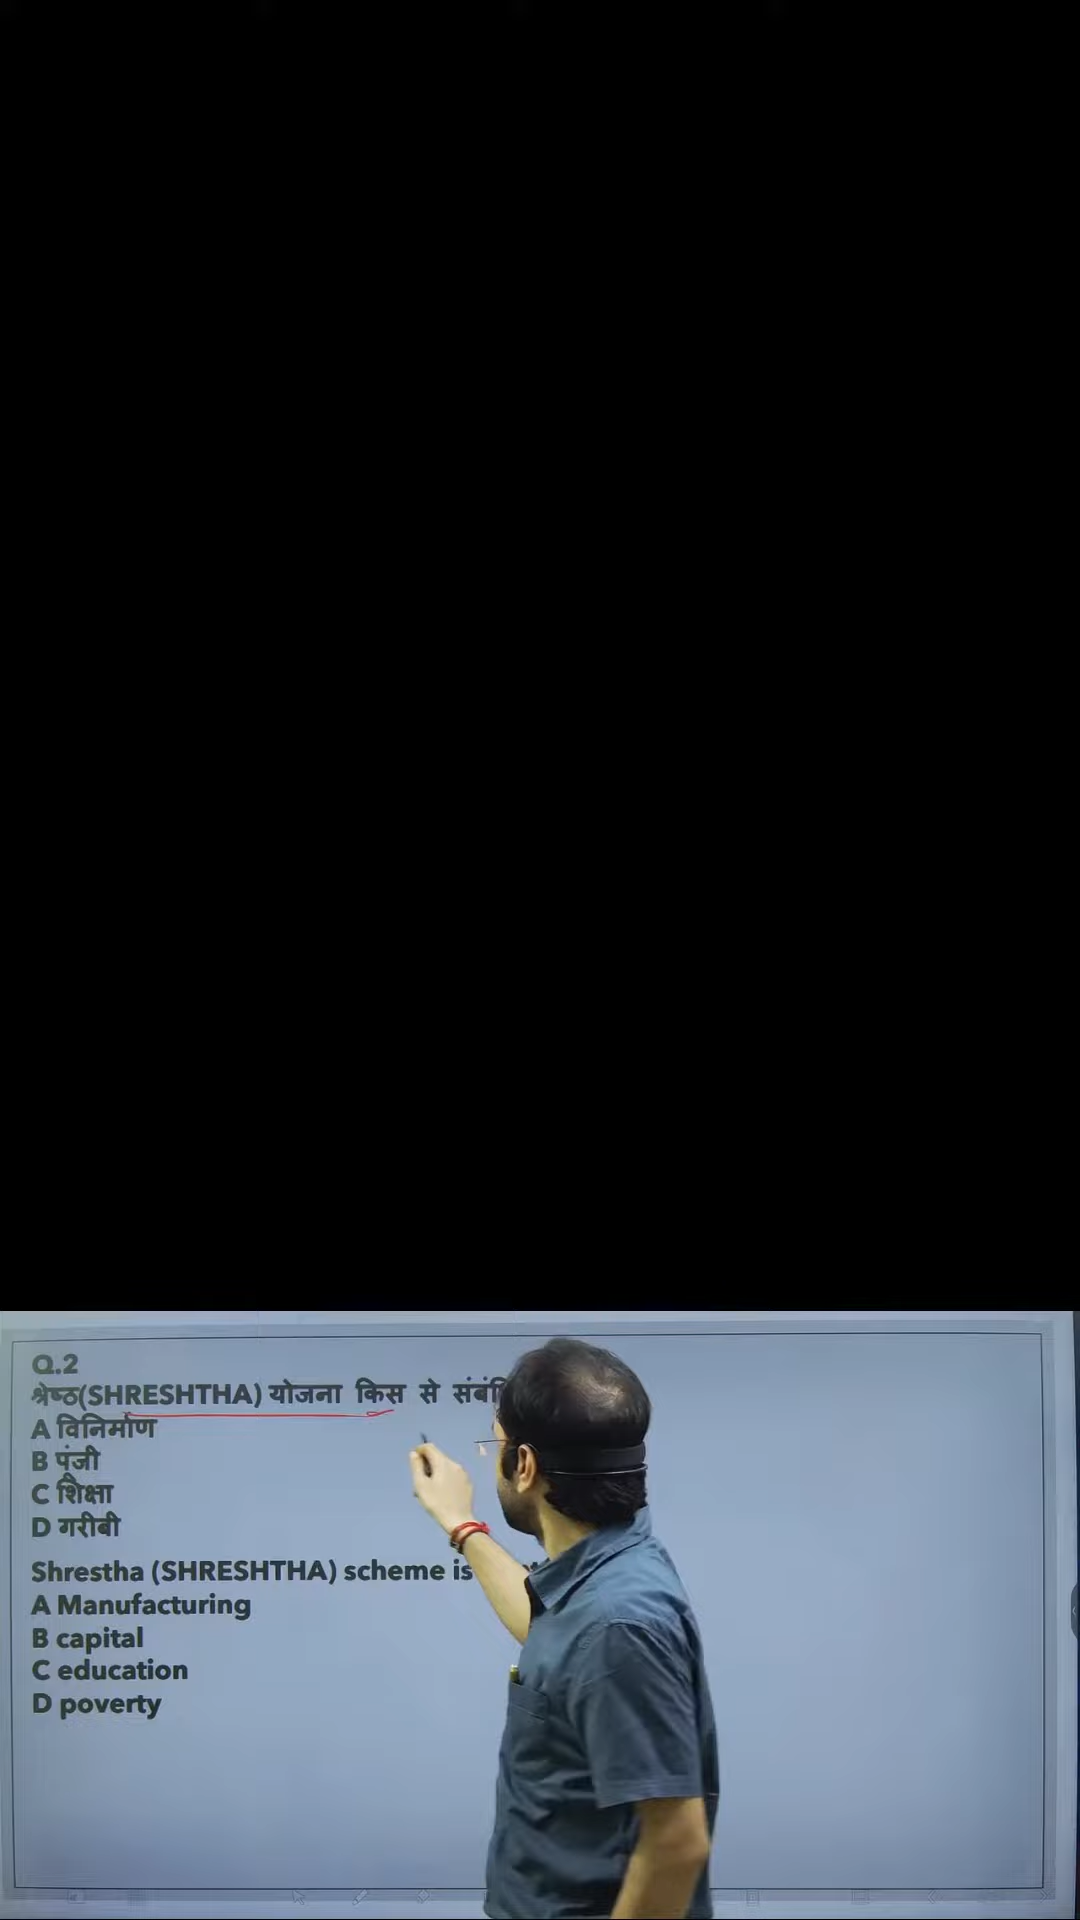 Q.2
श्रेष्ठ(SHRESHTHA) योजना किस से
A विनिर्माण
B पूंजी
C शिक्षा
D गरीबी
Shrestha (SHRESHTHA) scheme is
A Manufacturing
B capital
C education
D poverty